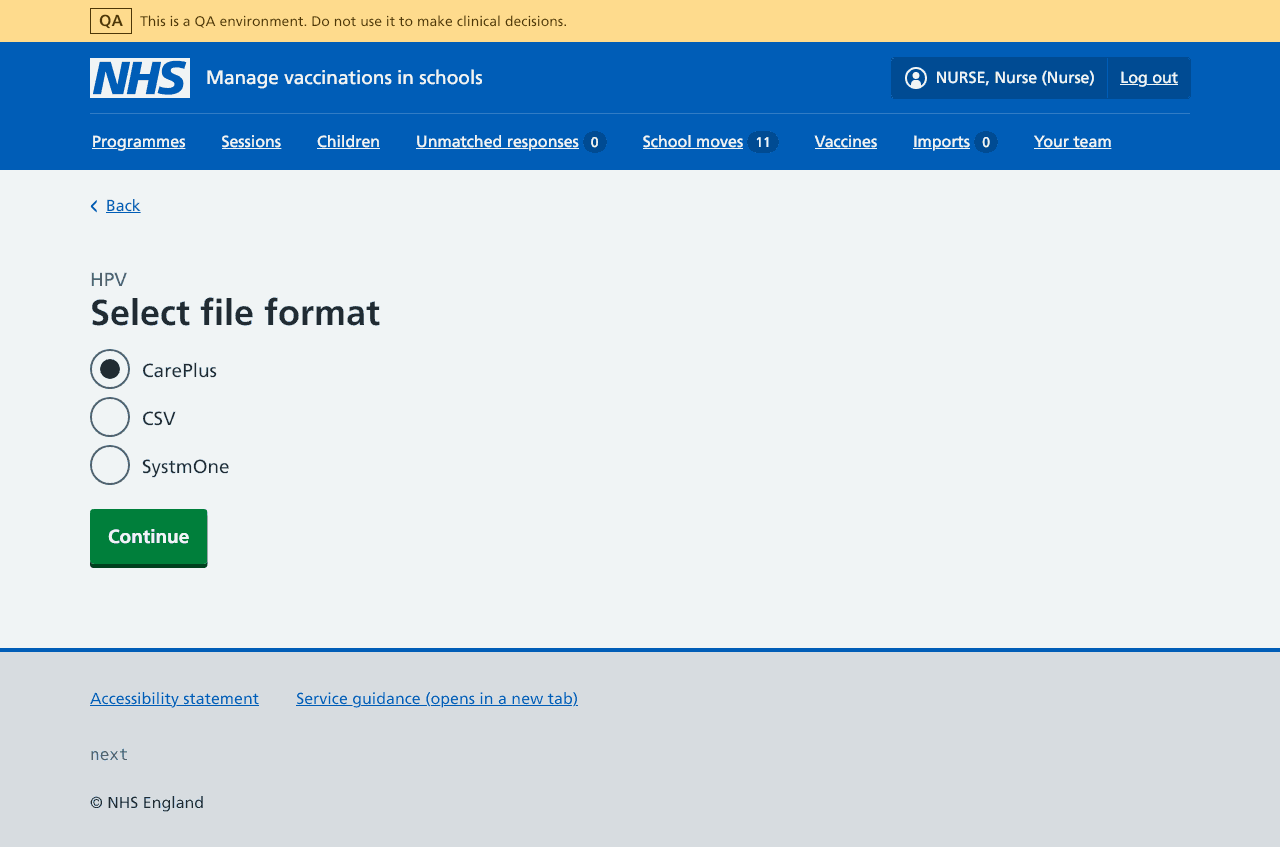 QA This is a QA environment. Do not use it to make clinical decisions.
NHS Manage vaccinations in schools NURSE, Nurse (Nurse) Log out
Programmes Sessions Children Unmatched responses 0 School moves 11 Vaccines Imports 0 Your team
Back
HPV
Select file format
CarePlus
CSV
SystmOne
Continue
Accessibility statement Service guidance (opens in a new tab)
next
© NHS England